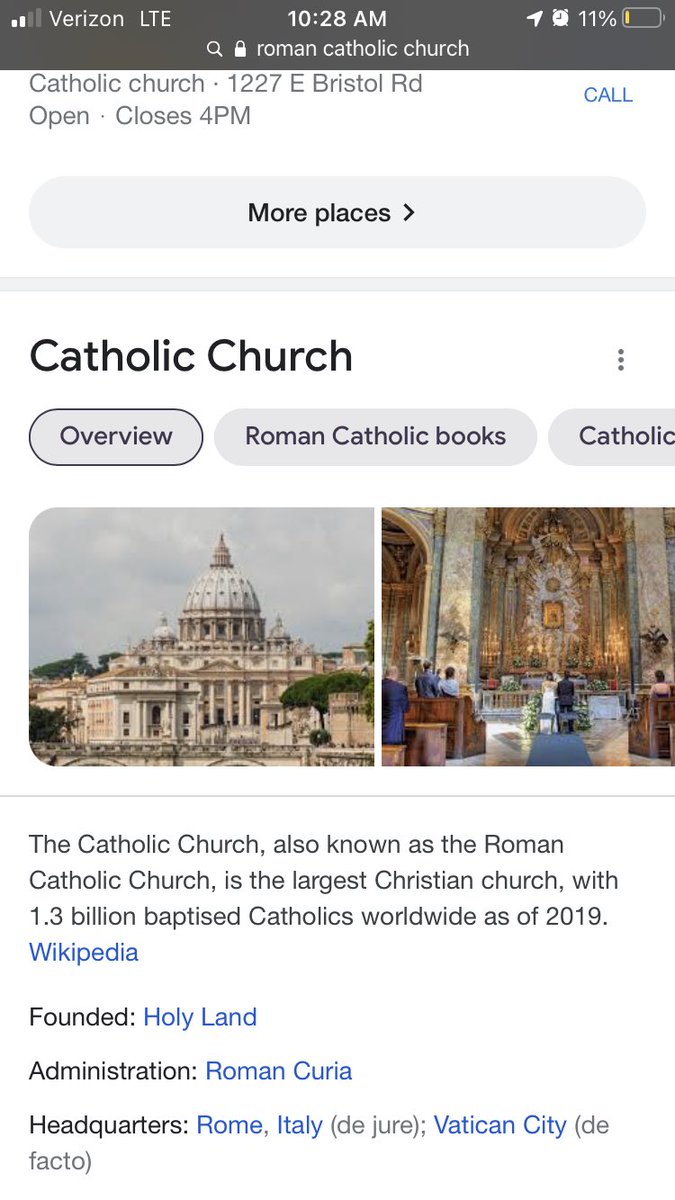 Verizon LTE 10:28 AM 11%
roman catholic church
Catholic church · 1227 E Bristol Rd
CALL
Open · Closes 4PM
More places
Catholic Church
Overview Roman Catholic books Catholic
The Catholic Church, also known as the Roman
Catholic Church, is the largest Christian church, with
1.3 billion baptised Catholics worldwide as of 2019.
Wikipedia
Founded: Holy Land
Administration: Roman Curia
Headquarters: Rome, Italy (de jure); Vatican City (de
facto)